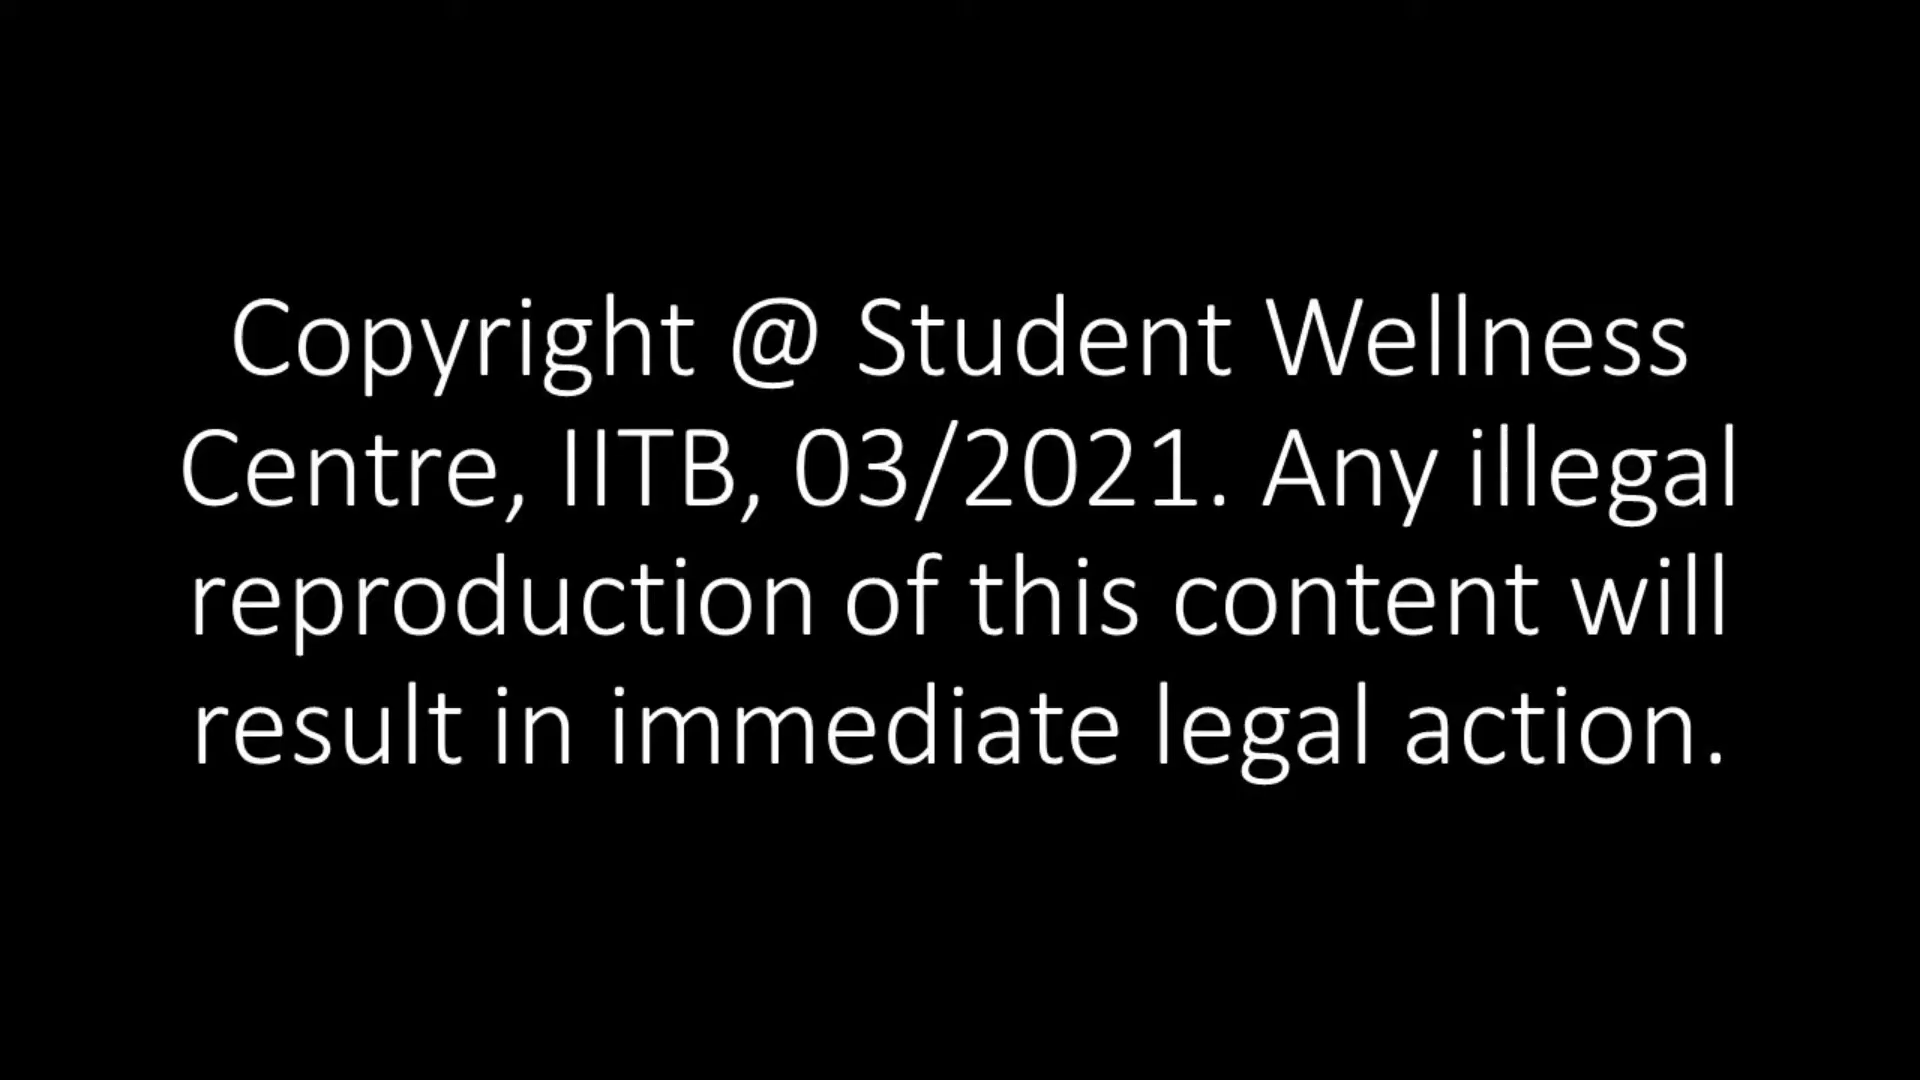 Copyright @ Student Wellness
Centre, IITB, 03/2021. Any illegal
reproduction of this content will
result in immediate legal action.